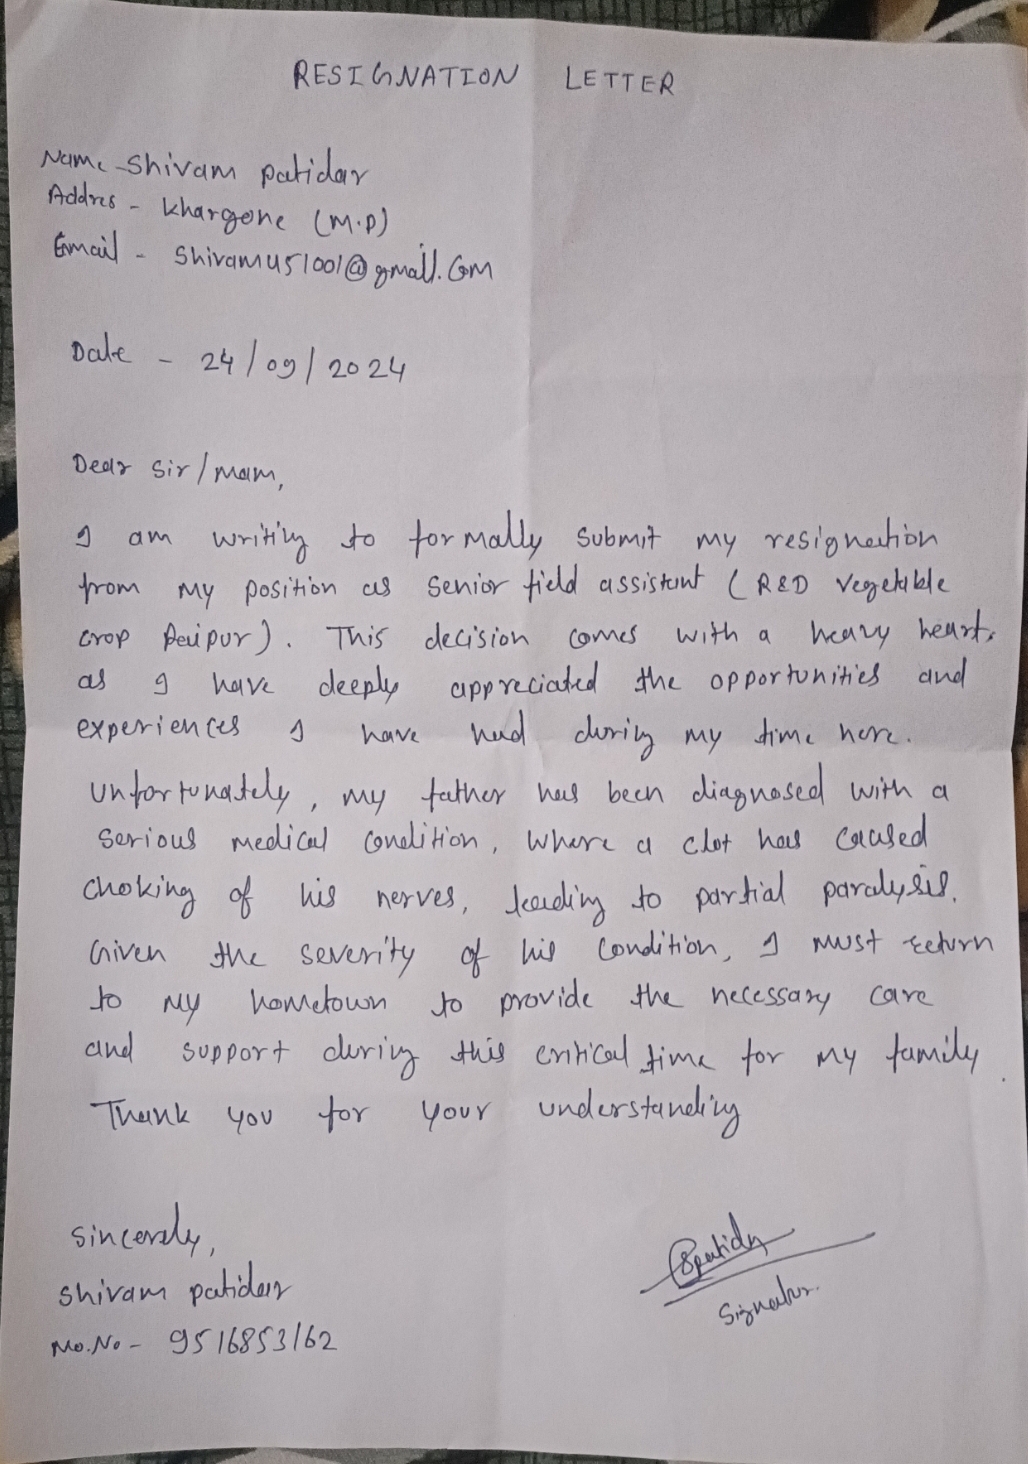 RESIGNATION LETTER
Name - Shivam patidar
Addres - khargone (M.P)
Email - Shivamus1001@gmail.com
Date - 24/09/2024
Dear Sir/mam,
I am writing to formally submit my resignation
from my position as Senior field assistant (R&D Vegetable
crop Raipur). This decision comes with a heavy heart,
as I have deeply appreciated the opportunities and
experiences I have had during my time here.
Unfortunately, my father has been diagnosed with a
serious medical condition, where a clot has caused
choking of his nerves, leading to partial paralysis.
Given the severity of his condition, I must return
to my hometown to provide the necessary care
and support during this critical time for my family.
Thank you for your understanding
Sincerely,
Shivam patidar
Mo.No - 9516853162
Spatidar
Signatur.